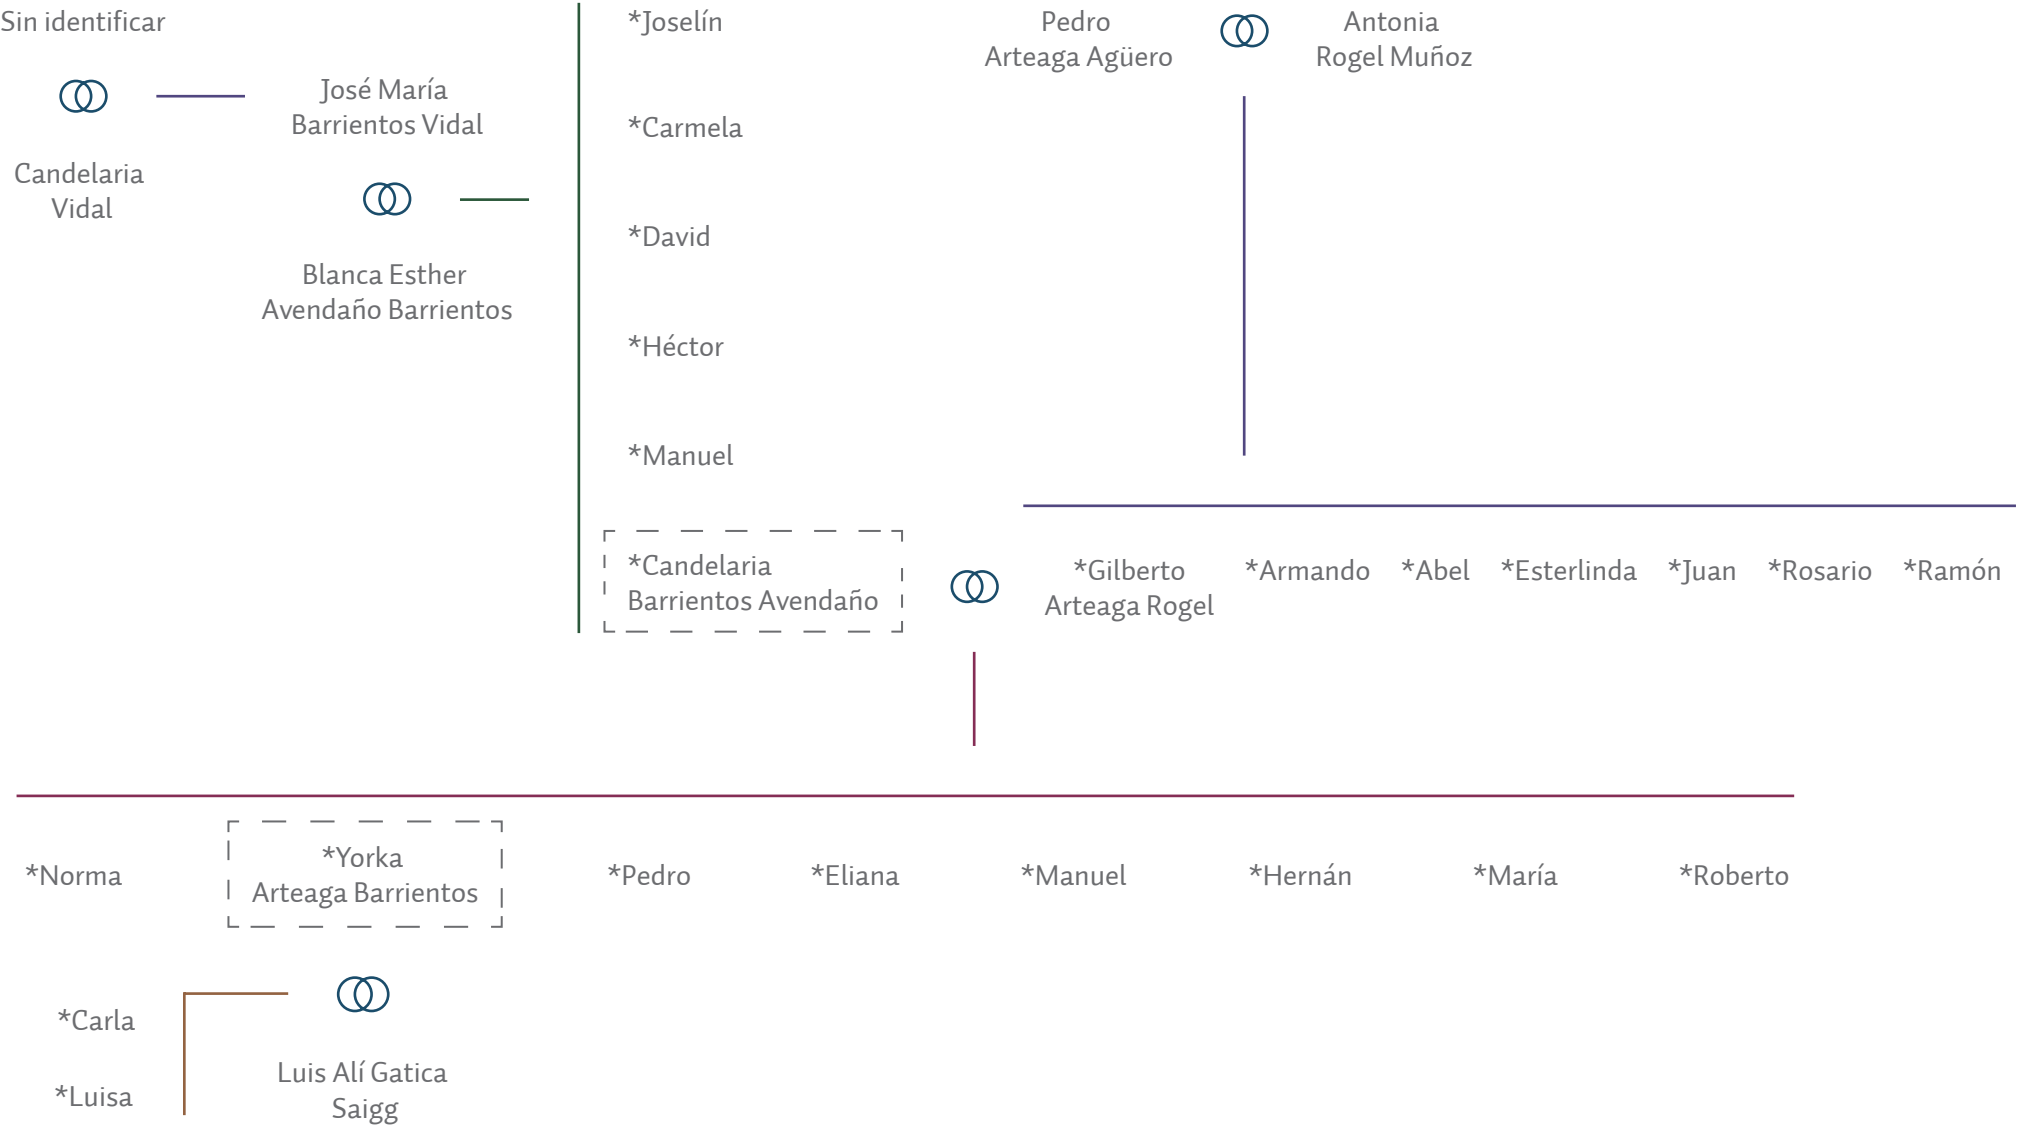 Sin identificar
Candelaria
Vidal
José María
Barrientos Vidal
Blanca Esther
Avendaño Barrientos
*Joselín
*Carmela
*David
*Héctor
*Manuel
*Candelaria
Barrientos Avendaño
Pedro
Arteaga Agüero
Antonia
Rogel Muñoz
*Gilberto
Arteaga Rogel
*Armando
*Abel
*Esterlinda
*Juan
*Rosario
*Ramón
*Norma
*Yorka
Arteaga Barrientos
*Pedro
*Eliana
*Manuel
*Hernán
*María
*Roberto
*Carla
*Luisa
Luis Alí Gatica
Saigg